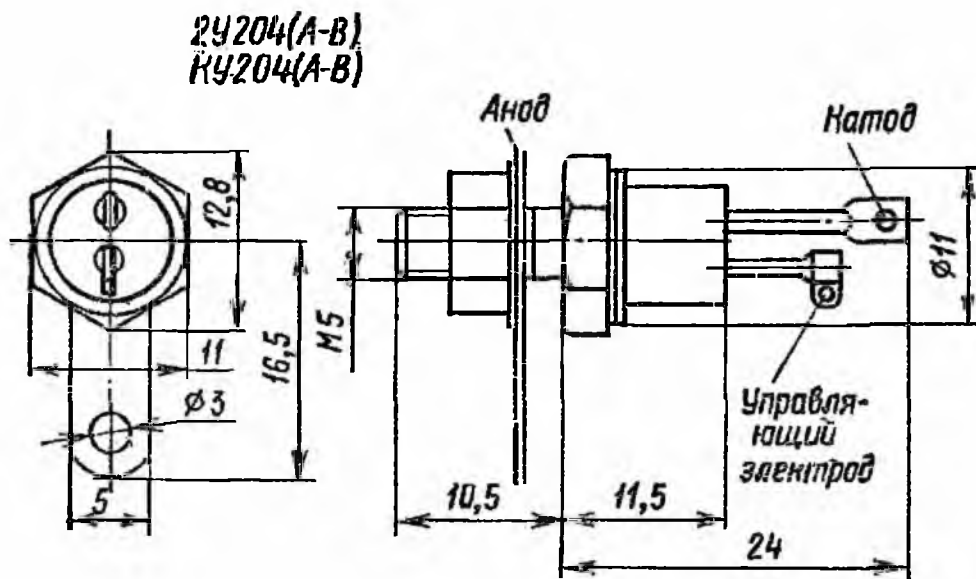 2У204(А-В)
КУ204(А-В)
Анод
Катод
12,8
16,5
М5
11
ø3
5
ø11
Управля-
ющий
электрод
10,5
11,5
24